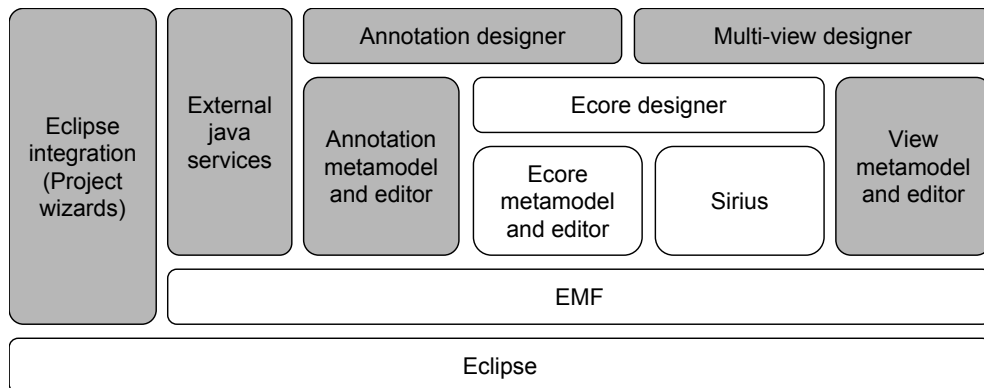 Annotation designer
Multi-view designer
Eclipse
integration
(Project
wizards)
External
java
services
Annotation
metamodel
and editor
Ecore designer
Ecore
metamodel
and editor
Sirius
View
metamodel
and editor
EMF
Eclipse